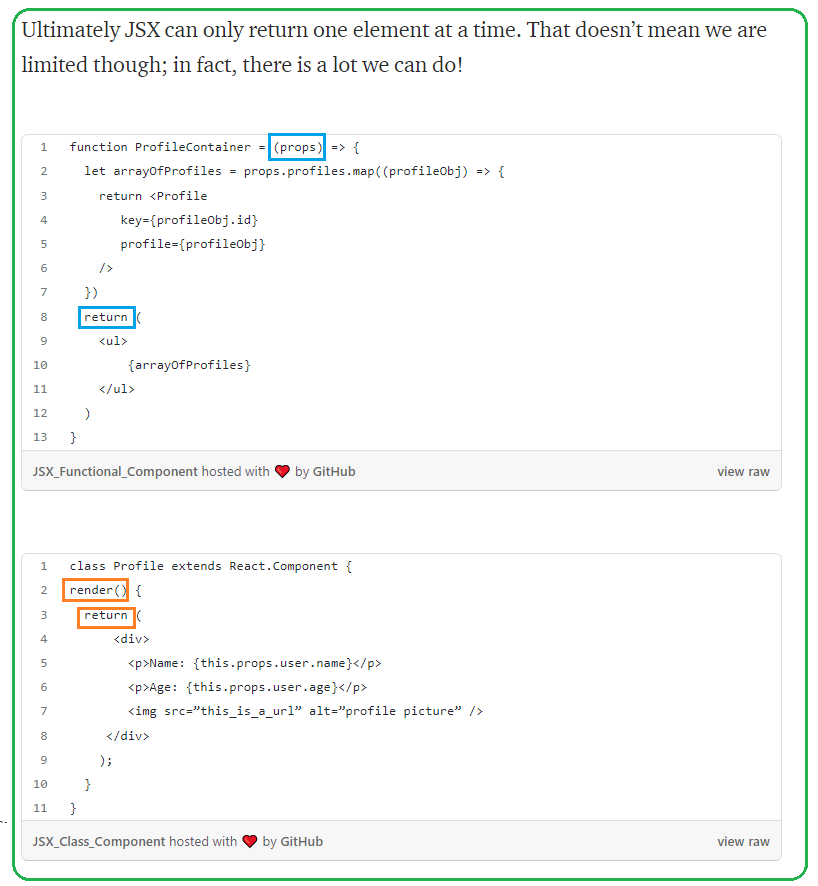 Ultimately JSX can only return one element at a time. That doesn’t mean we are
limited though; in fact, there is a lot we can do!
1 function ProfileContainer = (props) => {
2 let arrayOfProfiles = props.profiles.map((profileObj) => {
3 return <Profile
4 key={profileObj.id}
5 profile={profileObj}
6 />
7 })
8 return (
9 <ul>
10 {arrayOfProfiles}
11 </ul>
12 )
13 }
JSX_Functional_Component hosted with ❤ by GitHub view raw
1 class Profile extends React.Component {
2 render() {
3 return (
4 <div>
5 <p>Name: {this.props.user.name}</p>
6 <p>Age: {this.props.user.age}</p>
7 <img src=”this_is_a_url” alt=”profile picture” />
8 </div>
9 );
10 }
11 }
JSX_Class_Component hosted with ❤ by GitHub view raw